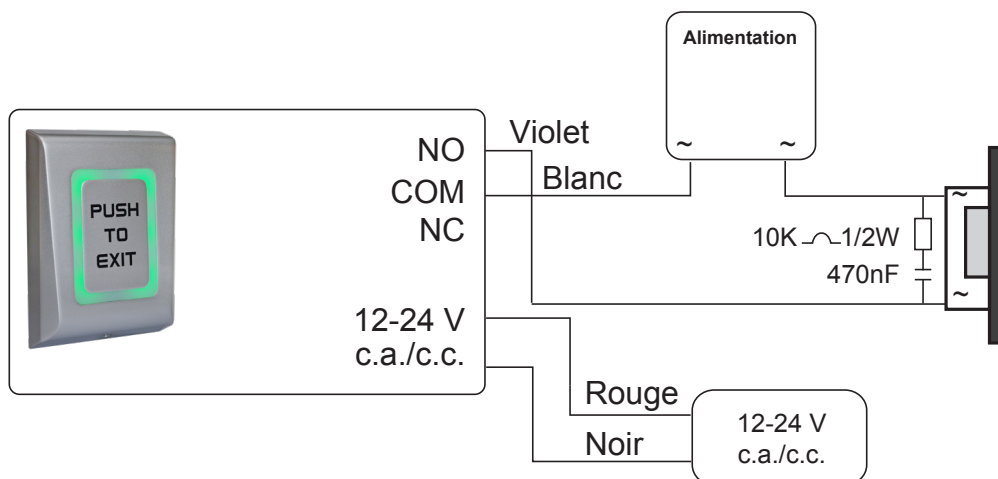 Alimentation
~ ~
PUSH
TO
EXIT
NO
COM
NC
12-24 V
c.a./c.c.
Violet
Blanc
Rouge
Noir
12-24 V
c.a./c.c.
~
10K 1/2W
470nF
~